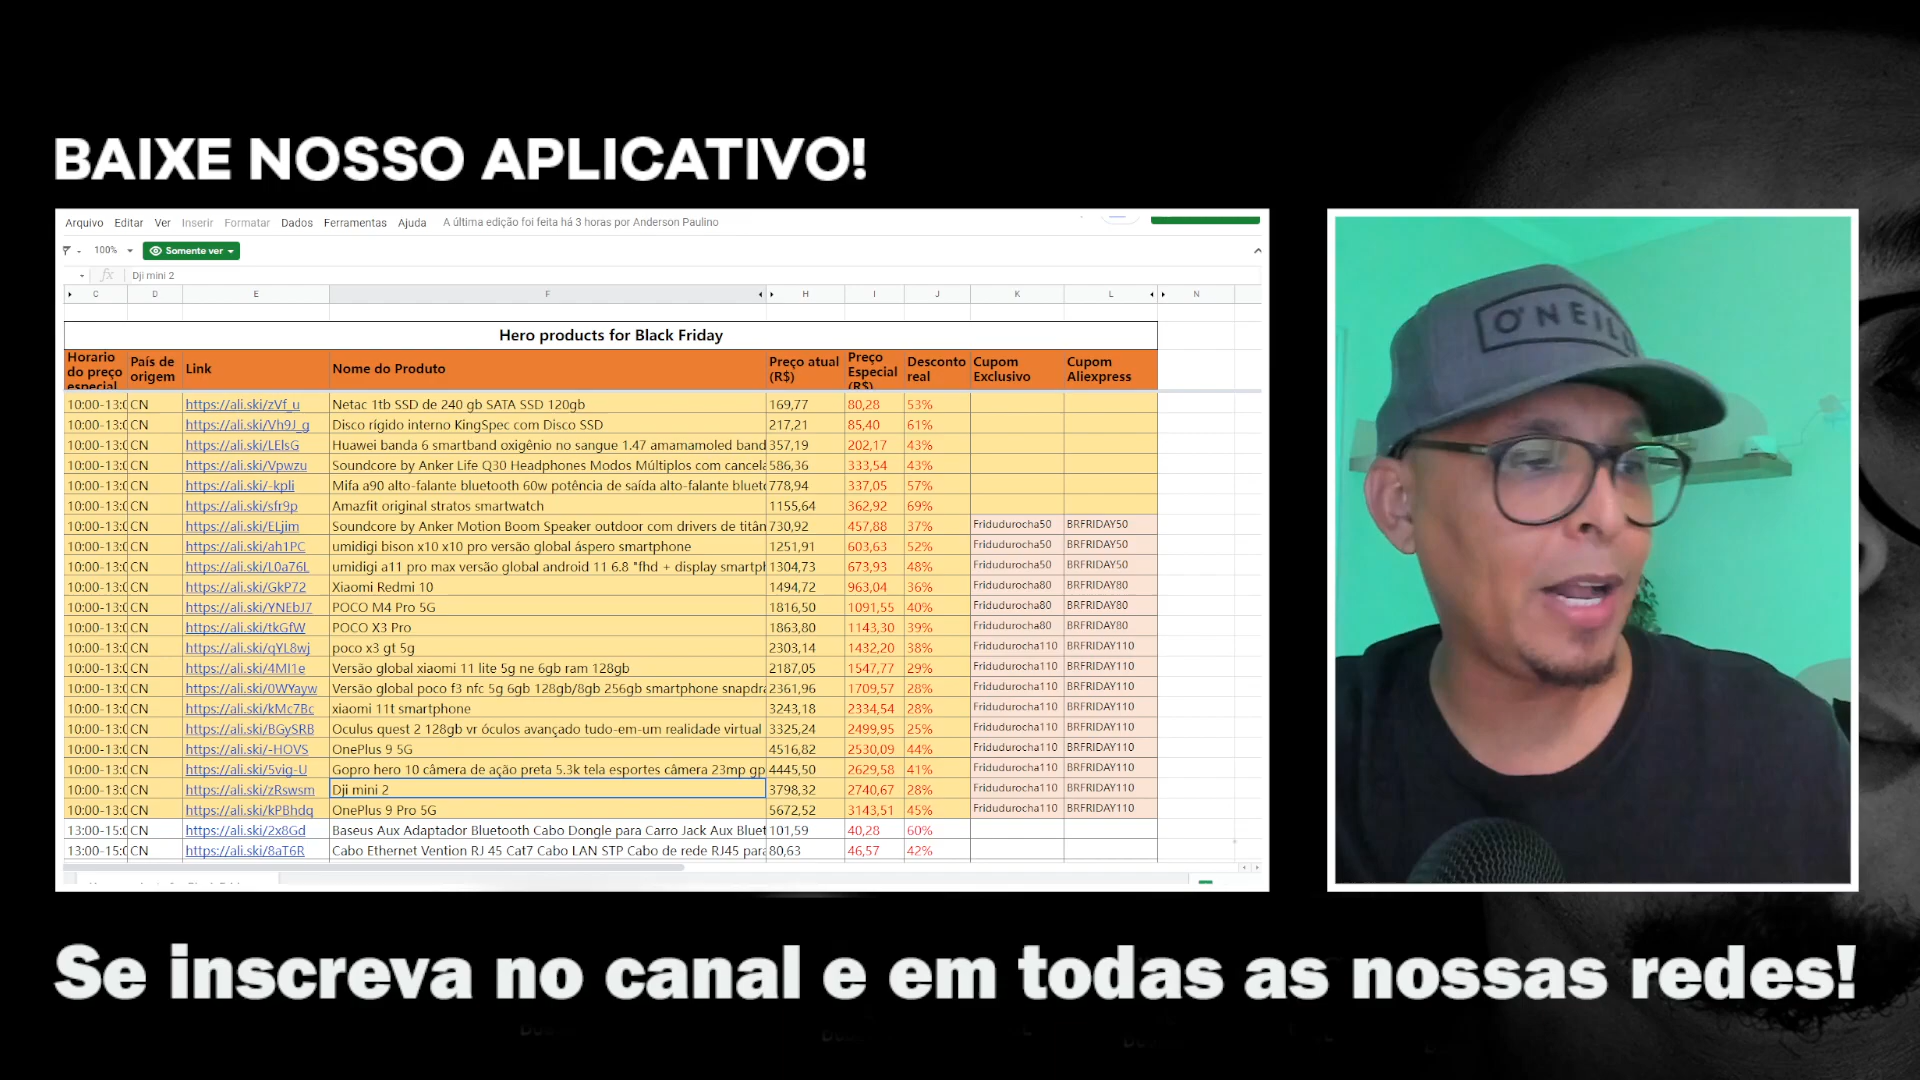 BAIXE NOSSO APLICATIVO!
Arquivo Editar Ver Inserir Formatar Dados Ferramentas Ajuda A última edição foi feita há 3 horas por Anderson Paulino
100% Somente ver
fx Dji mini 2
C D E F H I J K L N
Hero products for Black Friday
Horario do preço especial País de origem Link Nome do Produto Preço atual (R$) Preço Especial (R$) Desconto real Cupom Exclusivo Cupom Aliexpress
10:00-13:0 CN https://ali.ski/zVf_u Netac 1tb SSD de 240 gb SATA SSD 120gb 169,77 80,28 53%
10:00-13:0 CN https://ali.ski/Vh9J_g Disco rígido interno KingSpec com Disco SSD 217,21 85,40 61%
10:00-13:0 CN https://ali.ski/LElsG Huawei banda 6 smartband oxigênio no sangue 1.47 amamamoled band 357,19 202,17 43%
10:00-13:0 CN https://ali.ski/Vpwzu Soundcore by Anker Life Q30 Headphones Modos Múltiplos com cancela 586,36 333,54 43%
10:00-13:0 CN https://ali.ski/-kpli Mifa a90 alto-falante bluetooth 60w potência de saída alto-falante blueto 778,94 337,05 57%
10:00-13:0 CN https://ali.ski/sfr9p Amazfit original stratos smartwatch 1155,64 362,92 69%
10:00-13:0 CN https://ali.ski/ELjim Soundcore by Anker Motion Boom Speaker outdoor com drivers de titân 730,92 457,88 37% Fridudurocha50 BRFRIDAY50
10:00-13:0 CN https://ali.ski/ah1PC umidigi bison x10 x10 pro versão global áspero smartphone 1251,91 603,63 52% Fridudurocha50 BRFRIDAY50
10:00-13:0 CN https://ali.ski/L0a76L umidigi a11 pro max versão global android 11 6.8 "fhd + display smartph 1304,73 673,93 48% Fridudurocha50 BRFRIDAY50
10:00-13:0 CN https://ali.ski/GkP72 Xiaomi Redmi 10 1494,72 963,04 36% Fridudurocha80 BRFRIDAY80
10:00-13:0 CN https://ali.ski/YNEbJ7 POCO M4 Pro 5G 1816,50 1091,55 40% Fridudurocha80 BRFRIDAY80
10:00-13:0 CN https://ali.ski/tkGfW POCO X3 Pro 1863,80 1143,30 39% Fridudurocha80 BRFRIDAY80
10:00-13:0 CN https://ali.ski/qYL8wj poco x3 gt 5g 2303,14 1432,20 38% Fridudurocha110 BRFRIDAY110
10:00-13:0 CN https://ali.ski/4MI1e Versão global xiaomi 11 lite 5g ne 6gb ram 128gb 2187,05 1547,77 29% Fridudurocha110 BRFRIDAY110
10:00-13:0 CN https://ali.ski/0WYayw Versão global poco f3 nfc 5g 6gb 128gb/8gb 256gb smartphone snapdra 2361,96 1709,57 28% Fridudurocha110 BRFRIDAY110
10:00-13:0 CN https://ali.ski/kMc7Bc xiaomi 11t smartphone 3243,18 2334,54 28% Fridudurocha110 BRFRIDAY110
10:00-13:0 CN https://ali.ski/BGySRB Oculus quest 2 128gb vr óculos avançado tudo-em-um realidade virtual 3325,24 2499,95 25% Fridudurocha110 BRFRIDAY110
10:00-13:0 CN https://ali.ski/-HOVS OnePlus 9 5G 4516,82 2530,09 44% Fridudurocha110 BRFRIDAY110
10:00-13:0 CN https://ali.ski/5vig-U Gopro hero 10 câmera de ação preta 5.3k tela esportes câmera 23mp gp 4445,50 2629,58 41% Fridudurocha110 BRFRIDAY110
10:00-13:0 CN https://ali.ski/zRswsm Dji mini 2 3798,32 2740,67 28% Fridudurocha110 BRFRIDAY110
10:00-13:0 CN https://ali.ski/kPBhdq OnePlus 9 Pro 5G 5672,52 3143,51 45% Fridudurocha110 BRFRIDAY110
13:00-15:0 CN https://ali.ski/2x8Gd Baseus Aux Adaptador Bluetooth Cabo Dongle para Carro Jack Aux Bluet 101,59 40,28 60%
13:00-15:0 CN https://ali.ski/8aT6R Cabo Ethernet Vention RJ 45 Cat7 Cabo LAN STP Cabo de rede RJ45 para 80,63 46,57 42%
O'NEILL
Se inscreva no canal e em todas as nossas redes!